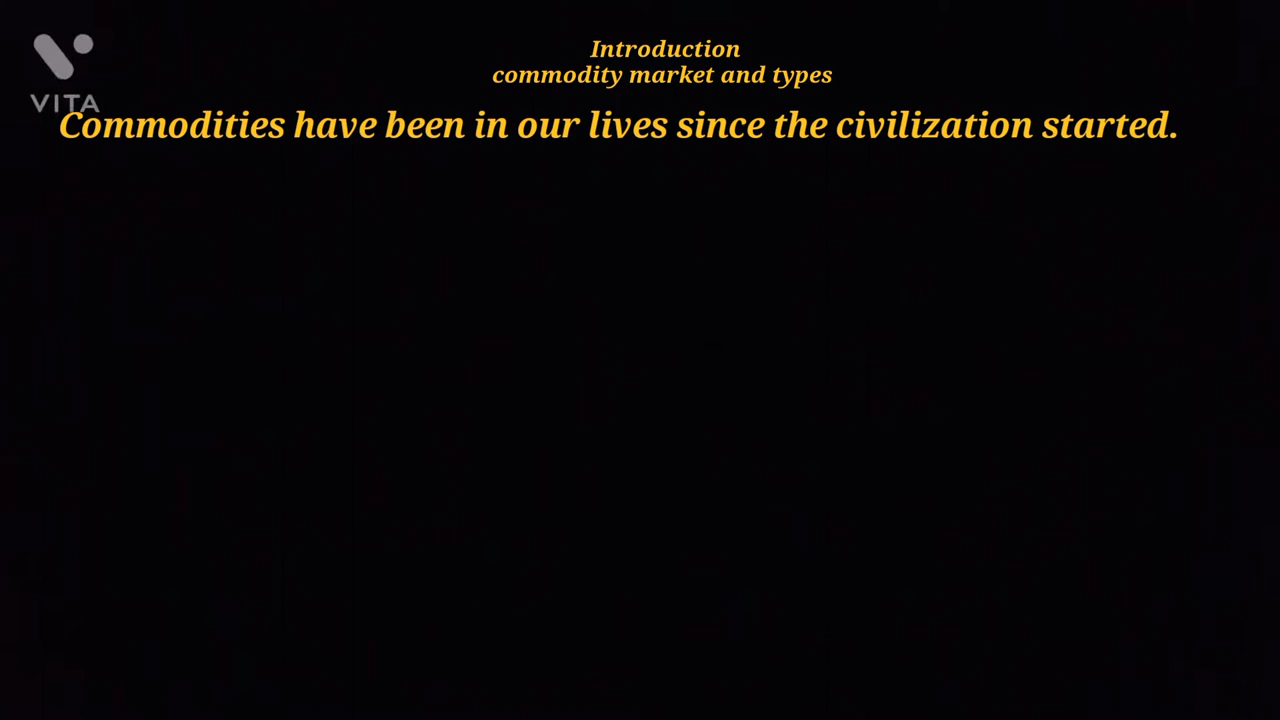 Introduction
commodity market and types
VITA
Commodities have been in our lives since the civilization started.